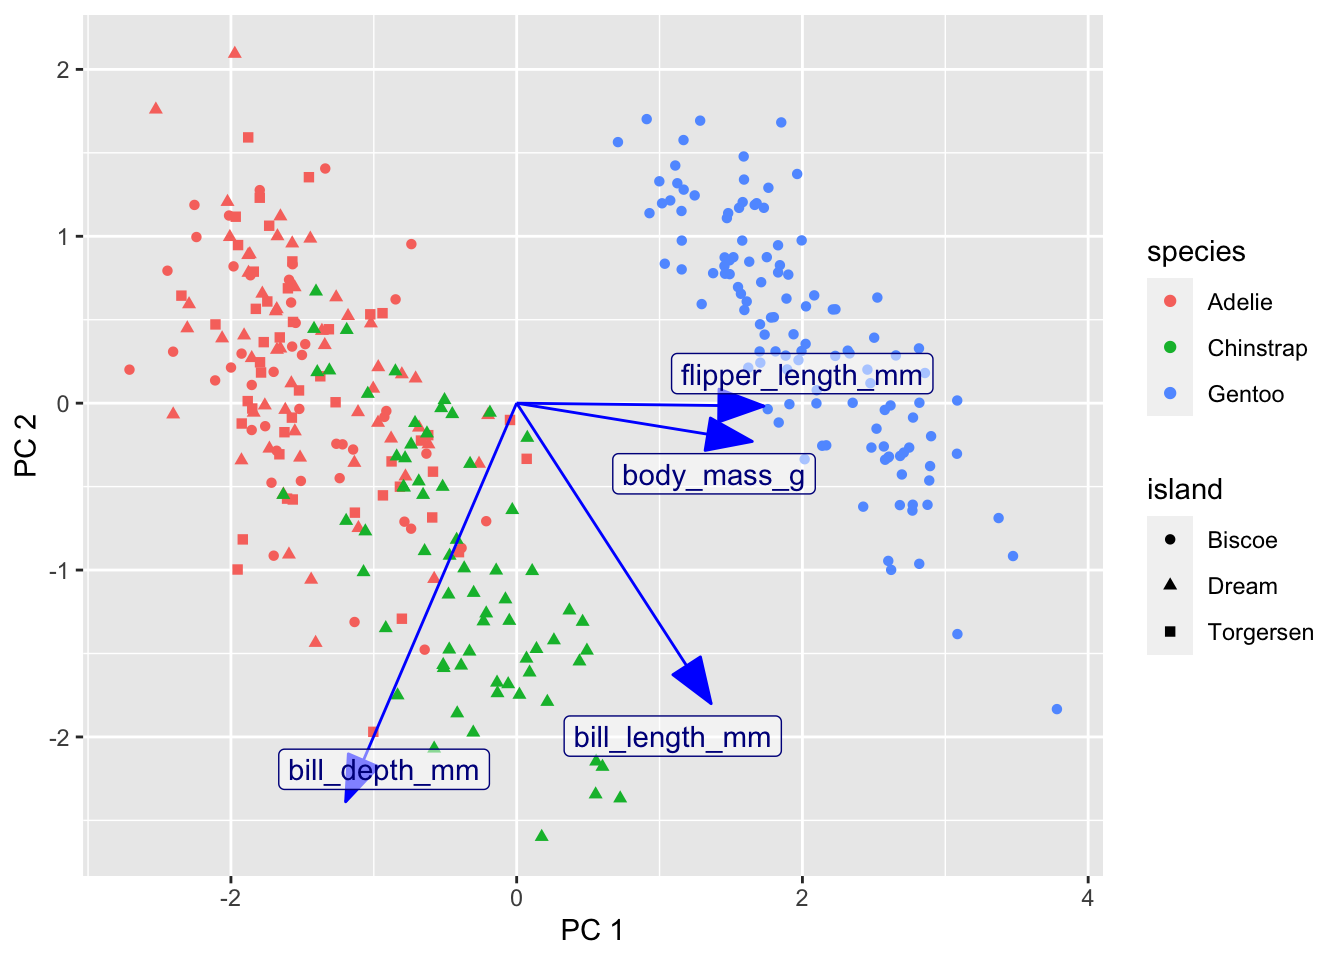 2
1
0
-1
-2
PC 2
flipper_length_mm
body_mass_g
bill_length_mm
bill_depth_mm
-2
0
2
4
PC 1
species
Adelie
Chinstrap
Gentoo
island
Biscoe
Dream
Torgersen